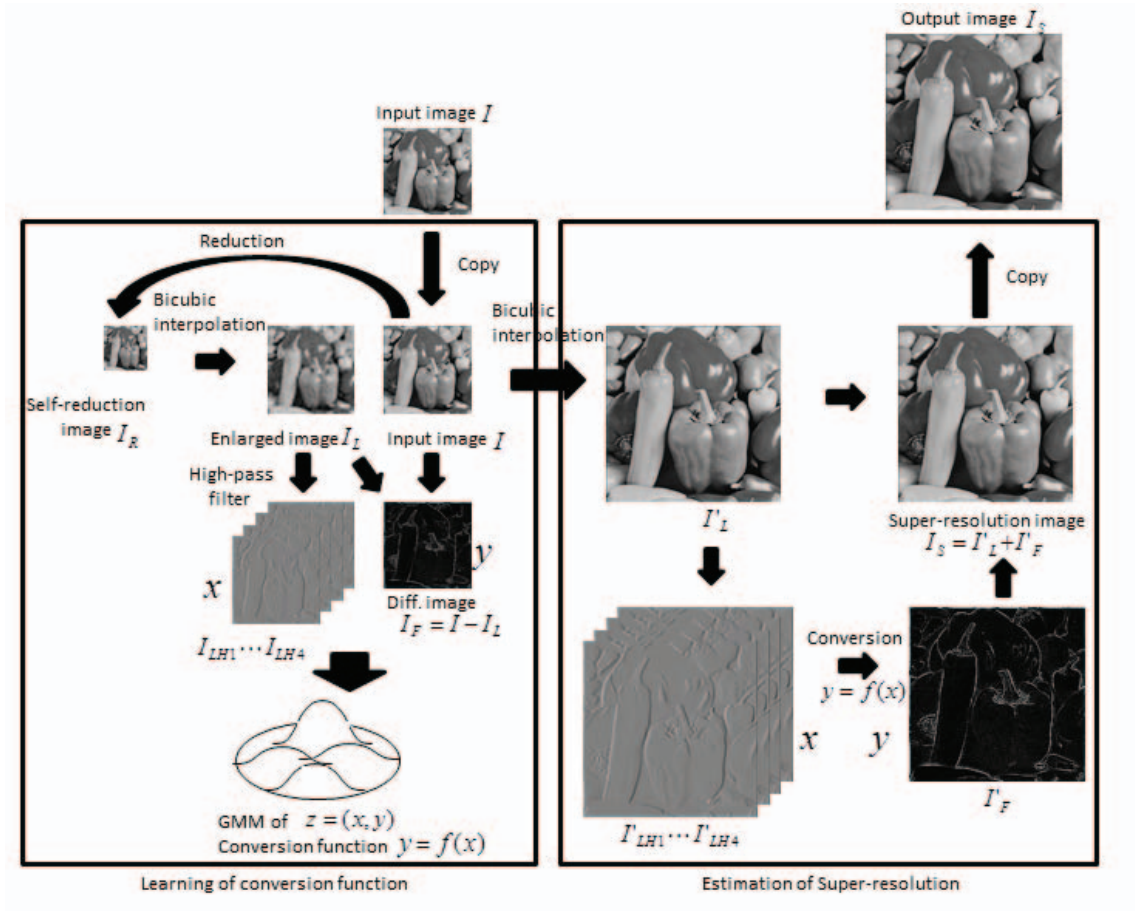 Output image I_S
Input image I
Reduction
Copy
Bicubic
interpolation
Self-reduction
image I_R
Enlarged image I_L
Input image I
High-pass
filter
x
y
Diff. image
I_F = I - I_L
I_LH1 ... I_LH4
GMM of z = (x, y)
Conversion function y = f(x)
Learning of conversion function
Bicubic
interpolation
Copy
I'_L
Super-resolution image
I_S = I'_L + I'_F
Conversion
y = f(x)
x
y
I'_LH1 ... I'_LH4
I'_F
Estimation of Super-resolution